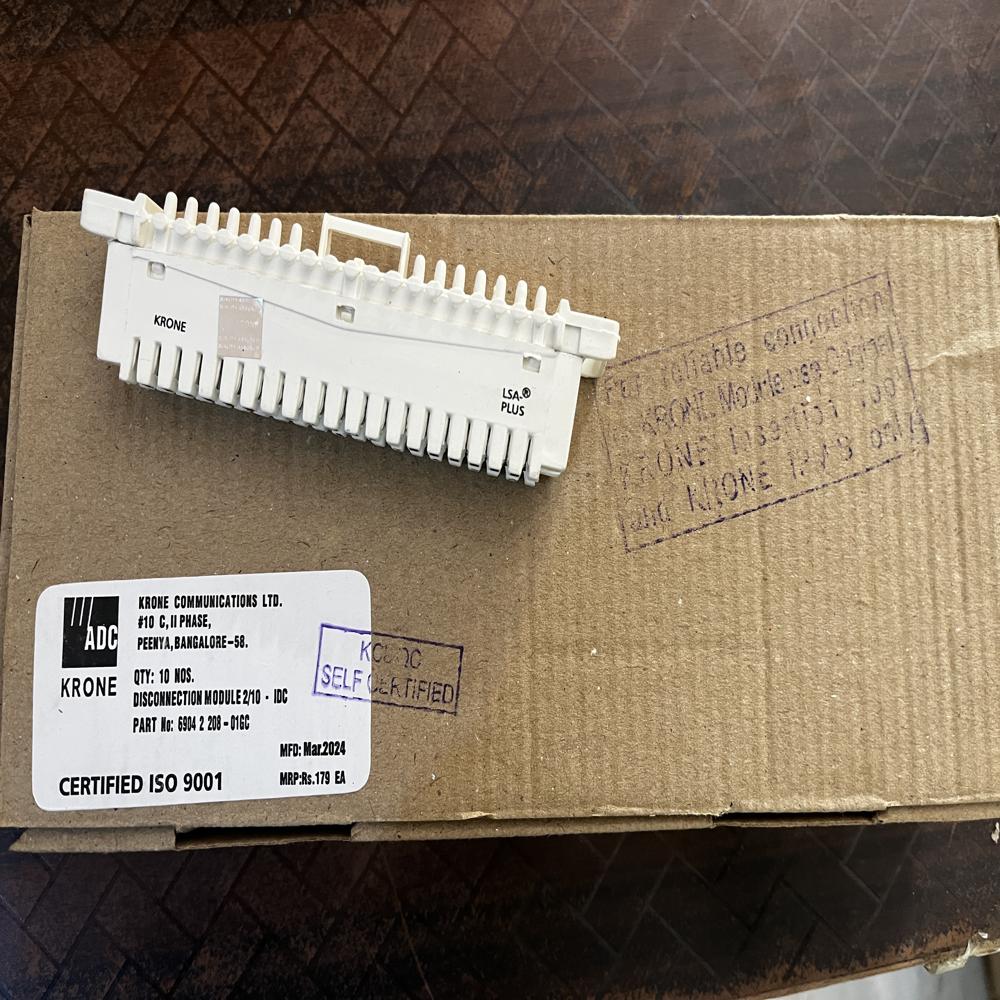 KRONE
LSA-®
PLUS
For reliable connection
KRONE Module use
KRONE Insertion Tool
and KRONE only
ADC
KRONE
KRONE COMMUNICATIONS LTD.
#10 C, II PHASE,
PEENYA, BANGALORE-58.
QTY: 10 NOS.
DISCONNECTION MODULE 2/10 - IDC
PART No: 6904 2 208 - 01GC
MFD: Mar.2024
MRP:Rs.179 EA
CERTIFIED ISO 9001
SELF CERTIFIED